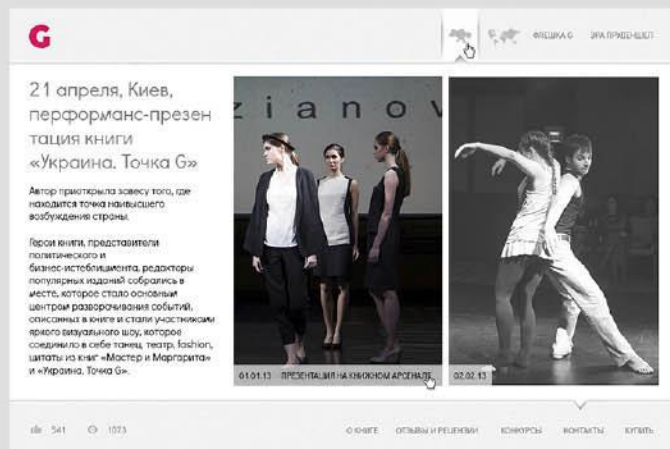 G
ФЛЕШКА G ЭРА ПРУДЕНШЕЛ
21 апреля, Киев,
перформанс-презен
тация книги
«Украина. Точка G»
Автор приоткрыла завесу того, где
находится точка наивысшего
возбуждения страны.
Герои книги, представители
политического и
бизнес-истеблишмента, редакторы
популярных изданий собрались в
месте, которое стало основным
центром разворачивания событий,
описанных в книге и стали участниками
яркого визуального шоу, которое
соединило в себе танец, театр, fashion,
цитаты из книг «Мастер и Маргарита»
и «Украина. Точка G».
zianov
01.01.13 ПРЕЗЕНТАЦИЯ НА КНИЖНОМ АРСЕНАЛЕ
02.02.13
541 1073
О КНИГЕ ОТЗЫВЫ И РЕЦЕНЗИИ КОНКУРСЫ КОНТАКТЫ КУПИТЬ